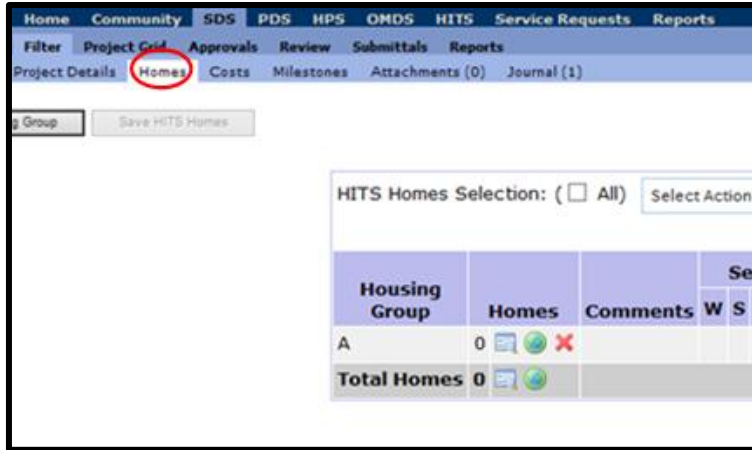 Home Community SDS PDS HPS OMDS HITS Service Requests Reports
Filter Project Grid Approvals Review Submittals Reports
Project Details Homes Costs Milestones Attachments (0) Journal (1)
g Group Save HITS Homes
HITS Homes Selection: ( All) Select Action
Se
Housing Group Homes Comments W S
A 0
Total Homes 0